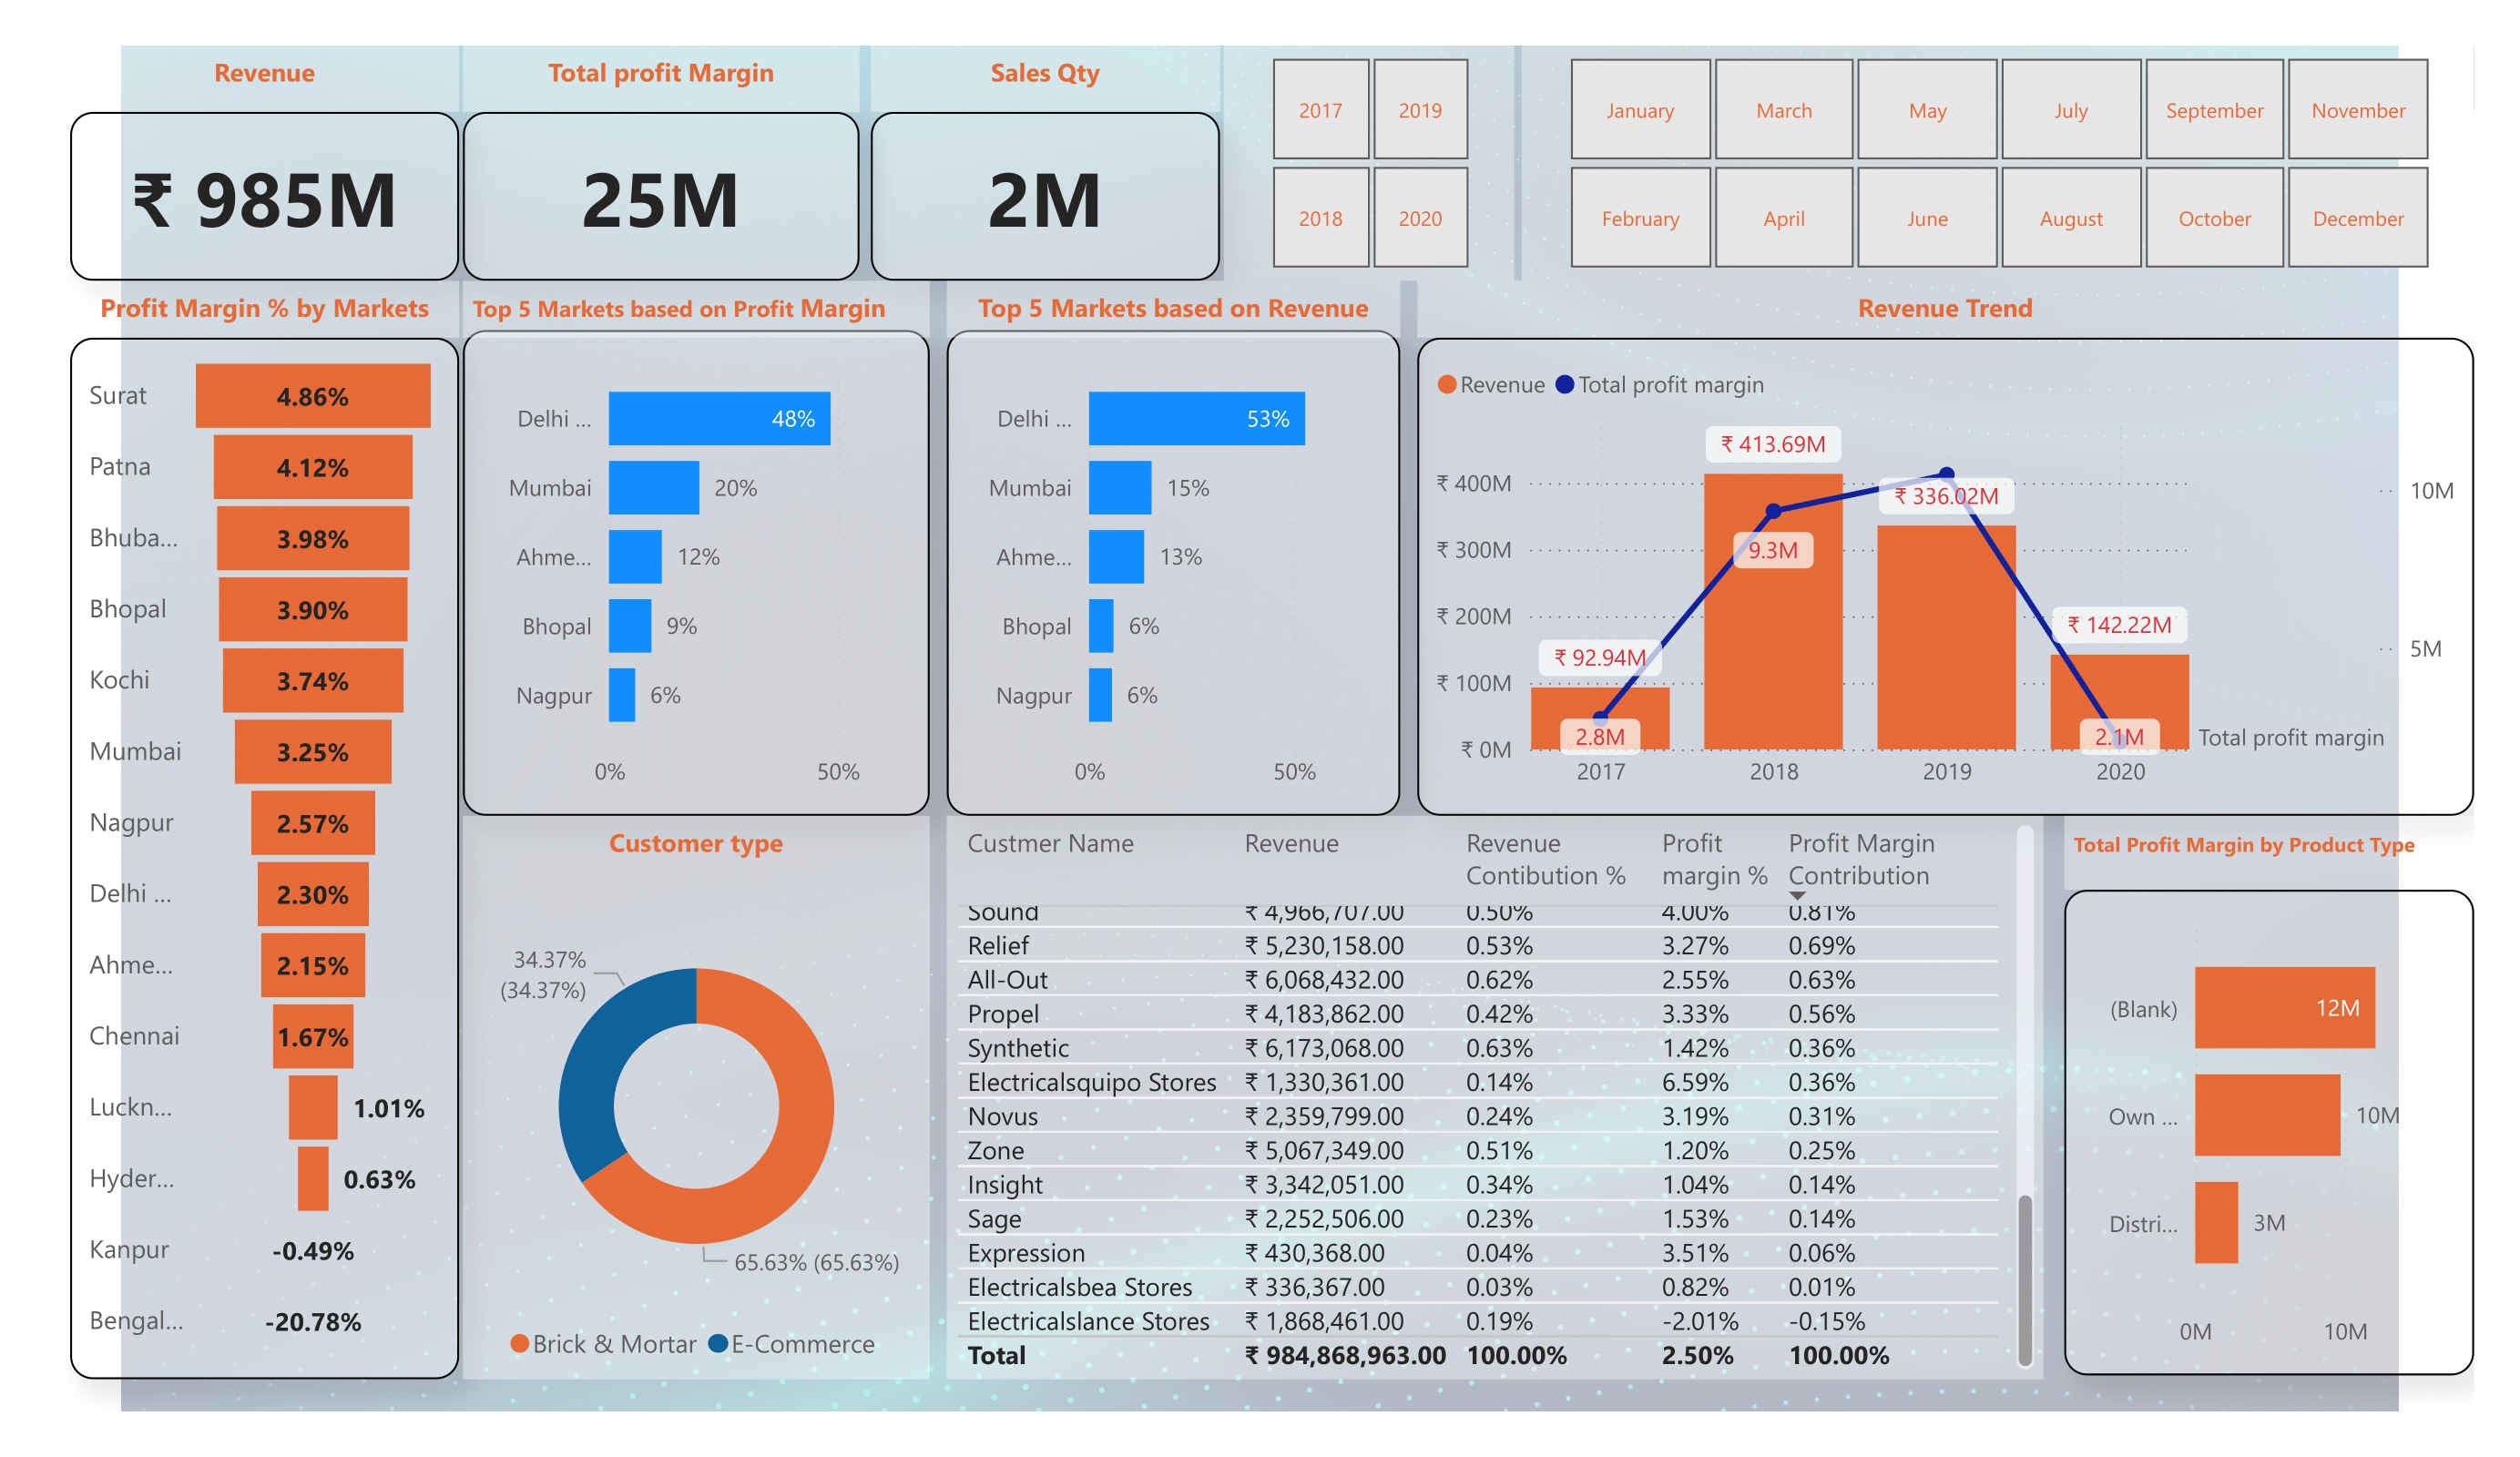 Revenue
Total profit Margin
Sales Qty
₹ 985M
25M
2M
2017
2019
2018
2020
January
March
May
July
September
November
February
April
June
August
October
December
Profit Margin % by Markets
Surat
4.86%
Patna
4.12%
Bhuba...
3.98%
Bhopal
3.90%
Kochi
3.74%
Mumbai
3.25%
Nagpur
2.57%
Delhi ...
2.30%
Ahme...
2.15%
Chennai
1.67%
Luckn...
1.01%
Hyder...
0.63%
Kanpur
-0.49%
Bengal...
-20.78%
Top 5 Markets based on Profit Margin
Delhi ...
48%
Mumbai
20%
Ahme...
12%
Bhopal
9%
Nagpur
6%
0%
50%
Top 5 Markets based on Revenue
Delhi ...
53%
Mumbai
15%
Ahme...
13%
Bhopal
6%
Nagpur
6%
0%
50%
Revenue Trend
Revenue
Total profit margin
₹ 413.69M
₹ 400M
₹ 336.02M
10M
₹ 300M
9.3M
₹ 200M
₹ 142.22M
₹ 92.94M
5M
₹ 100M
2.8M
2.1M
Total profit margin
₹ 0M
2017
2018
2019
2020
Customer type
34.37%
(34.37%)
65.63% (65.63%)
Brick & Mortar
E-Commerce
Custmer Name Revenue Revenue Contibution % Profit margin % Profit Margin Contribution
Sound ₹ 4,966,707.00 0.50% 4.00% 0.81%
Relief ₹ 5,230,158.00 0.53% 3.27% 0.69%
All-Out ₹ 6,068,432.00 0.62% 2.55% 0.63%
Propel ₹ 4,183,862.00 0.42% 3.33% 0.56%
Synthetic ₹ 6,173,068.00 0.63% 1.42% 0.36%
Electricalsquipo Stores ₹ 1,330,361.00 0.14% 6.59% 0.36%
Novus ₹ 2,359,799.00 0.24% 3.19% 0.31%
Zone ₹ 5,067,349.00 0.51% 1.20% 0.25%
Insight ₹ 3,342,051.00 0.34% 1.04% 0.14%
Sage ₹ 2,252,506.00 0.23% 1.53% 0.14%
Expression ₹ 430,368.00 0.04% 3.51% 0.06%
Electricalsbea Stores ₹ 336,367.00 0.03% 0.82% 0.01%
Electricalslance Stores ₹ 1,868,461.00 0.19% -2.01% -0.15%
Total ₹ 984,868,963.00 100.00% 2.50% 100.00%
Total Profit Margin by Product Type
(Blank)
12M
Own ...
10M
Distri...
3M
0M
10M